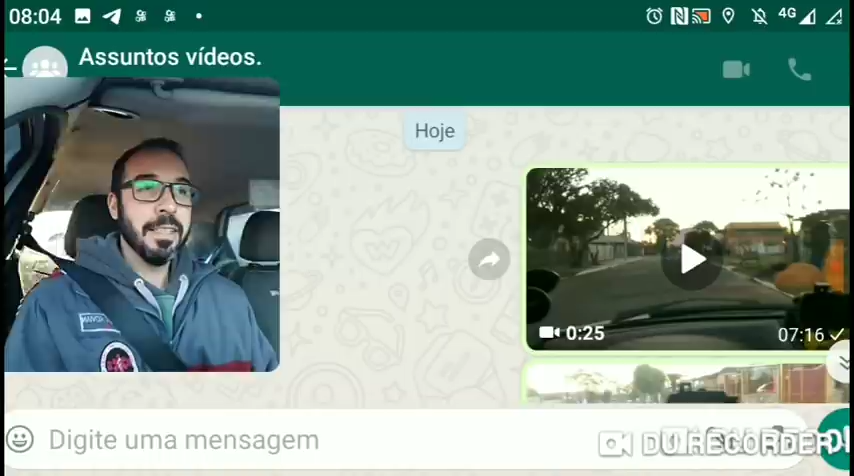 08:04
4G
Assuntos vídeos.
Hoje
0:25
07:16
Digite uma mensagem
DU RECORDER